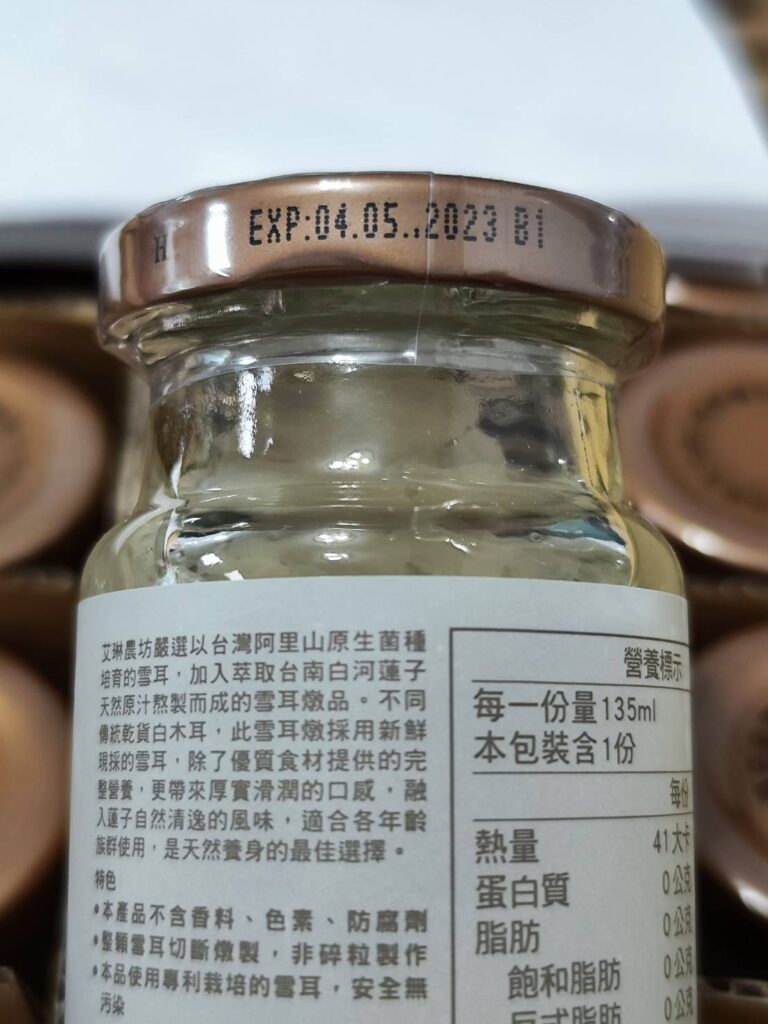 H
EXP:04.05..2023 B1
艾琳農坊嚴選以台灣阿里山原生菌種
培育的雪耳，加入萃取台南白河蓮子
天然原汁熬製而成的雪耳燉品。不同
傳統乾貨白木耳，此雪耳燉採用新鮮
現採的雪耳，除了優質食材提供的完
整營養，更帶來厚實滑潤的口感，融
入蓮子自然清逸的風味，適合各年齡
族群使用，是天然養身的最佳選擇。
特色
•本產品不含香料、色素、防腐劑
•整顆雪耳切斷燉製，非碎粒製作
•本品使用專利栽培的雪耳，安全無
污染
營養標示
每一份量135ml
本包裝含1份
每份
熱量 41大卡
蛋白質 0公克
脂肪 0公克
飽和脂肪 0公克
反式脂肪 0公克